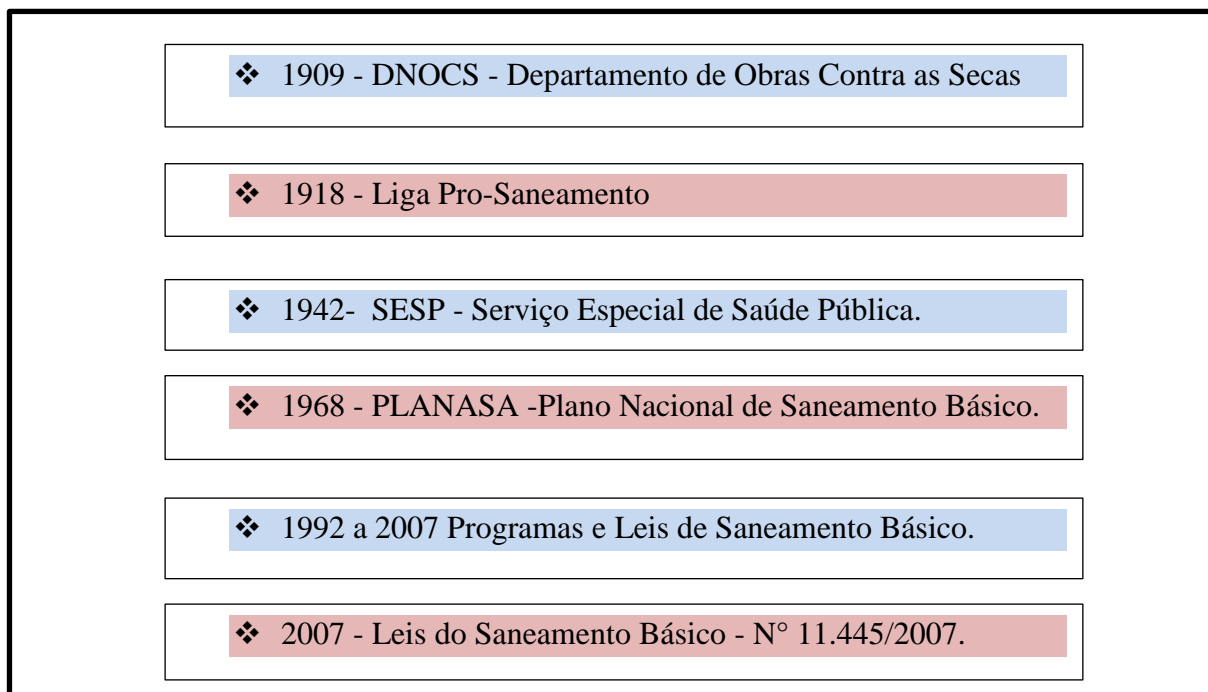 ❖ 1909 - DNOCS - Departamento de Obras Contra as Secas
❖ 1918 - Liga Pro-Saneamento
❖ 1942- SESP - Serviço Especial de Saúde Pública.
❖ 1968 - PLANASA -Plano Nacional de Saneamento Básico.
❖ 1992 a 2007 Programas e Leis de Saneamento Básico.
❖ 2007 - Leis do Saneamento Básico - N° 11.445/2007.